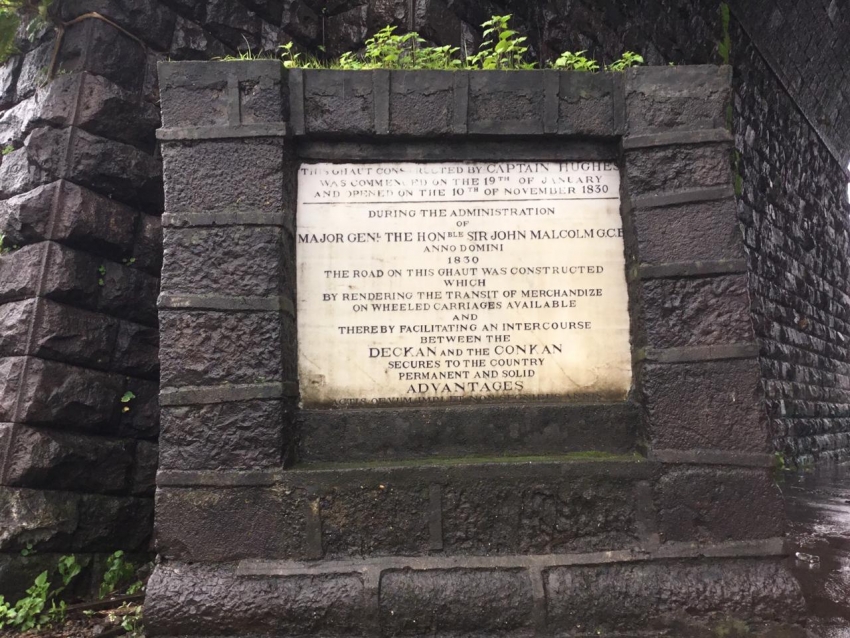 THIS GHAUT CONSTRUCTED BY CAPTAIN HUGHES
WAS COMMENCED ON THE 19TH OF JANUARY
AND OPENED ON THE 10TH OF NOVEMBER 1830
DURING THE ADMINISTRATION
OF
MAJOR GENL THE HONBLE SIR JOHN MALCOLM G.C.B
ANNO DOMINI
1830
THE ROAD ON THIS GHAUT WAS CONSTRUCTED
WHICH
BY RENDERING THE TRANSIT OF MERCHANDIZE
ON WHEELED CARRIAGES AVAILABLE
AND
THEREBY FACILITATING AN INTERCOURSE
BETWEEN THE
DECKAN AND THE CONKAN
SECURES TO THE COUNTRY
PERMANENT AND SOLID
ADVANTAGES